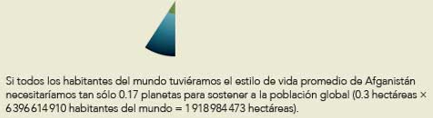 Si todos los habitantes del mundo tuviéramos el estilo de vida promedio de Afganistán
necesitaríamos tan sólo 0.17 planetas para sostener a la población global (0.3 hectáreas ×
6 396 614 910 habitantes del mundo = 1 918 984 473 hectáreas).